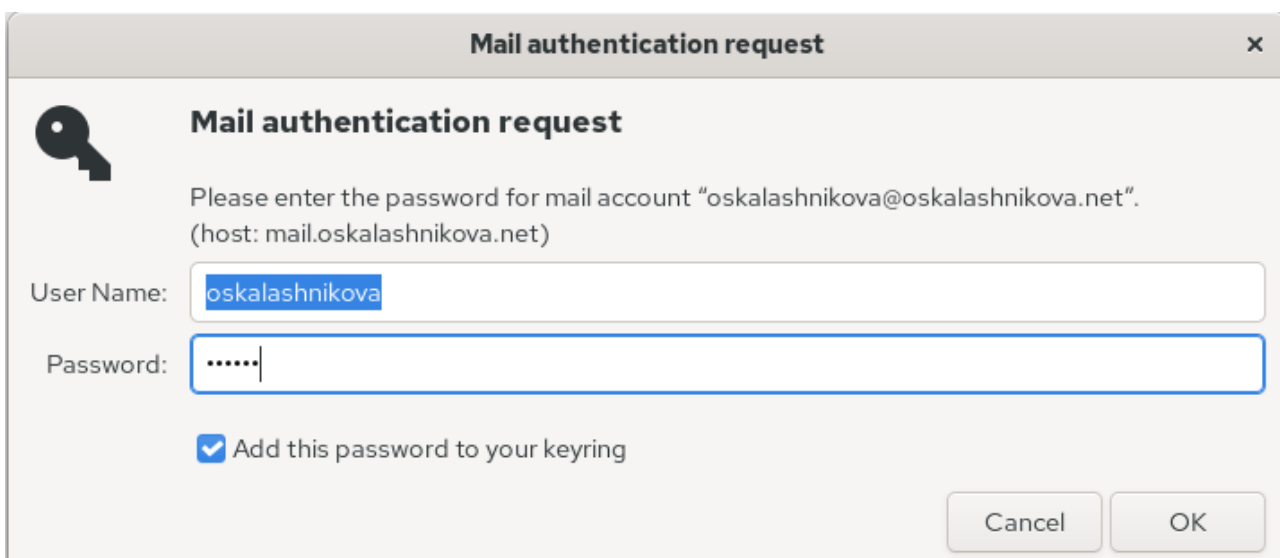 Mail authentication request
Mail authentication request
Please enter the password for mail account “oskalashnikova@oskalashnikova.net”.
(host: mail.oskalashnikova.net)
User Name: oskalashnikova
Password: ••••••
Add this password to your keyring
Cancel OK